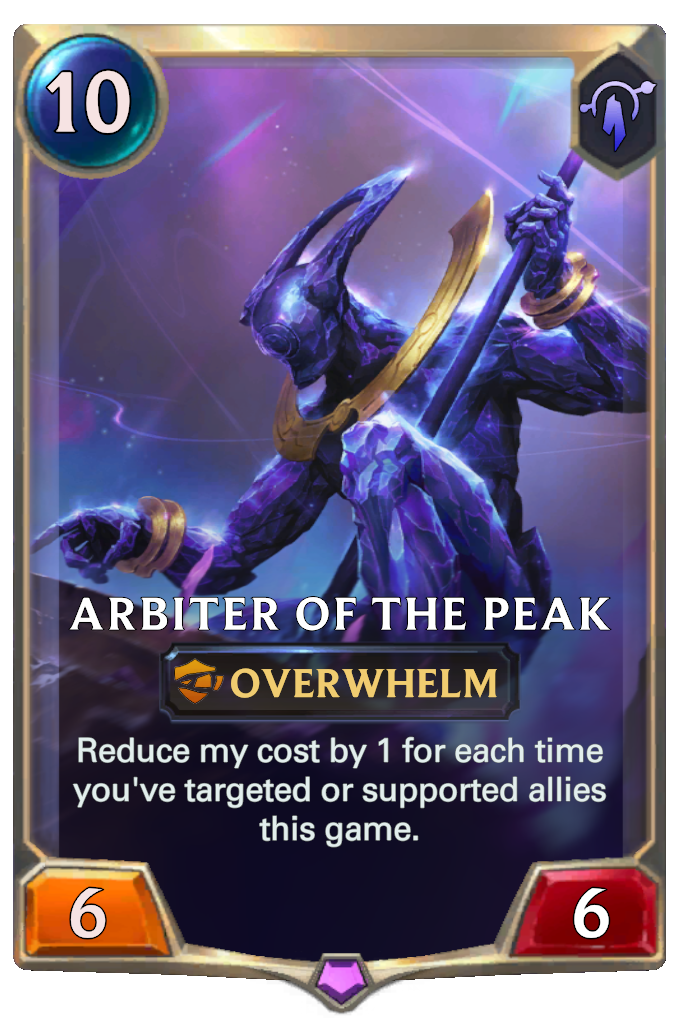 10
ARBITER OF THE PEAK
OVERWHELM
Reduce my cost by 1 for each time
you've targeted or supported allies
this game.
6 6